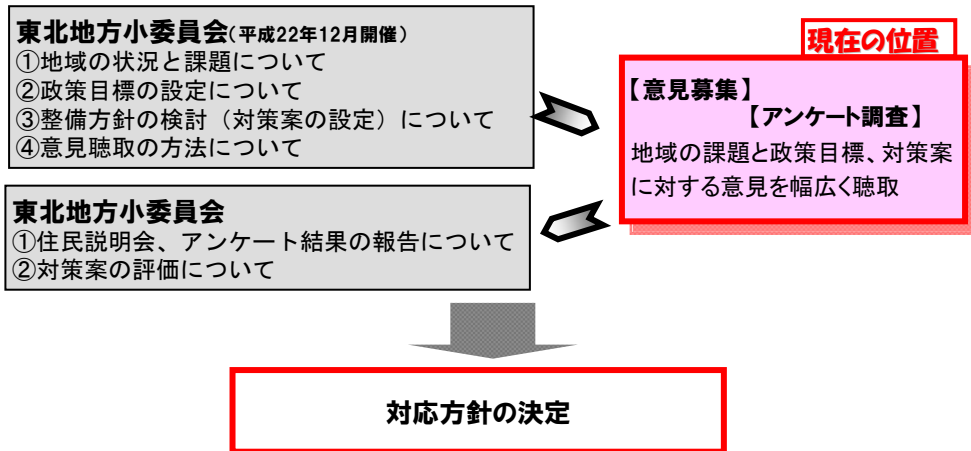 東北地方小委員会(平成22年12月開催)
①地域の状況と課題について
②政策目標の設定について
③整備方針の検討（対策案の設定）について
④意見聴取の方法について
現在の位置
【意見募集】
【アンケート調査】
地域の課題と政策目標、対策案
に対する意見を幅広く聴取
東北地方小委員会
①住民説明会、アンケート結果の報告について
②対策案の評価について
対応方針の決定